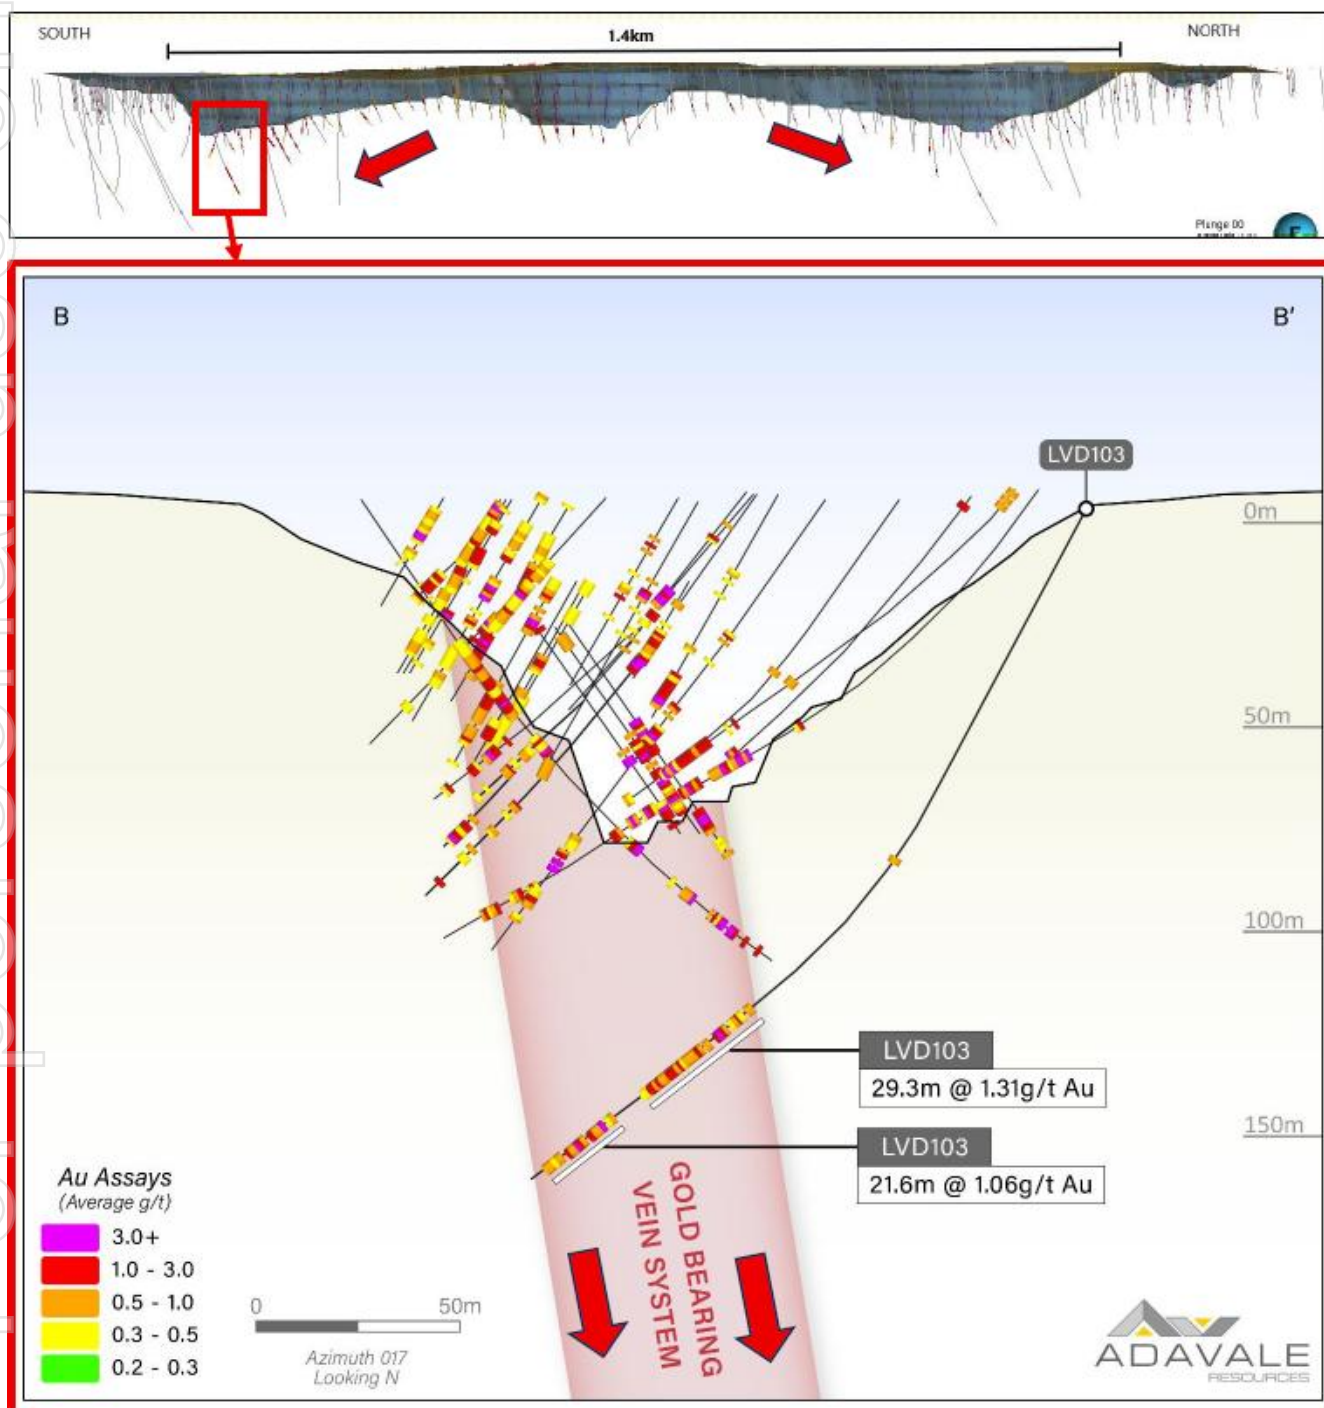 SOUTH
1.4km
NORTH
Plunge 00
B
B'
LVD103
0m
50m
100m
LVD103
29.3m @ 1.31g/t Au
150m
LVD103
21.6m @ 1.06g/t Au
GOLD BEARING
VEIN SYSTEM
Au Assays
(Average g/t)
3.0+
1.0 - 3.0
0.5 - 1.0
0.3 - 0.5
0.2 - 0.3
0
50m
Azimuth 017
Looking N
ADAVALE
RESOURCES